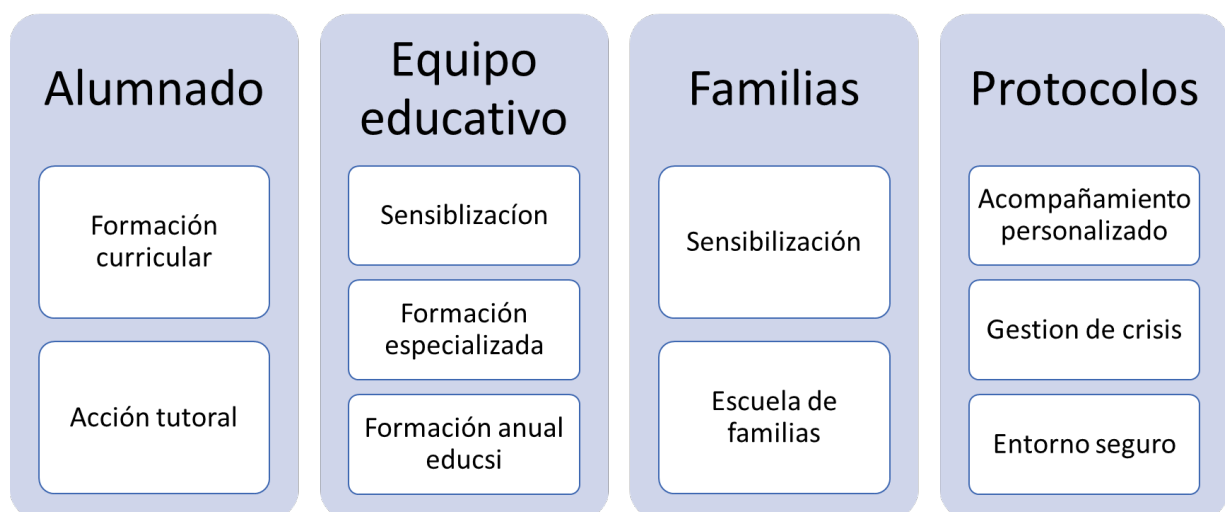 Alumnado
Formación
curricular
Acción tutoral
Equipo
educativo
Sensiblizacíon
Formación
especializada
Formación anual
educsi
Familias
Sensibilización
Escuela de
familias
Protocolos
Acompañamiento
personalizado
Gestion de crisis
Entorno seguro